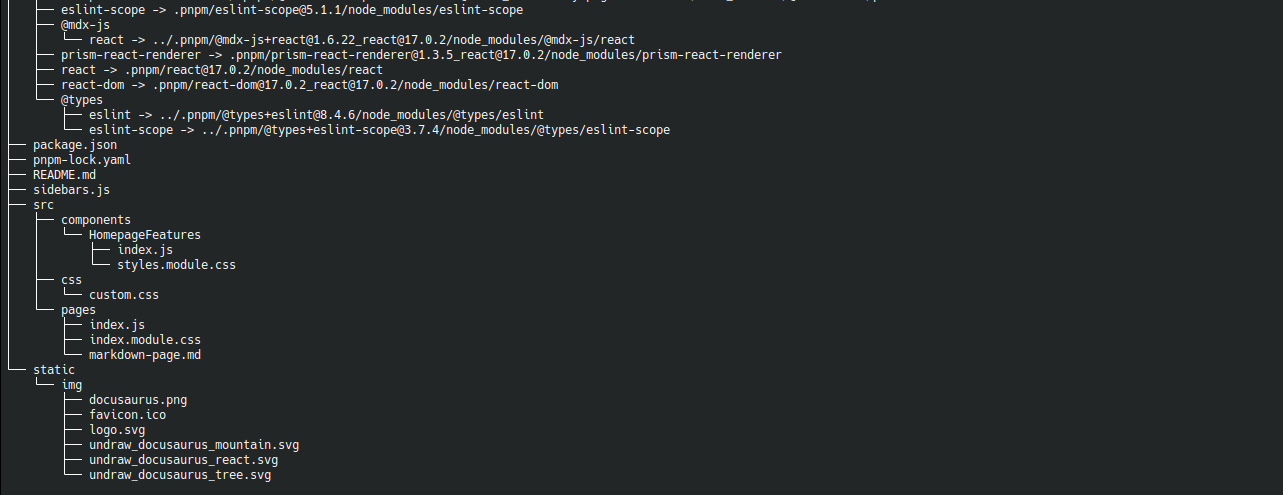 eslint-scope -> .pnpm/eslint-scope@5.1.1/node_modules/eslint-scope
@mdx-js
react -> ../.pnpm/@mdx-js+react@1.6.22_react@17.0.2/node_modules/@mdx-js/react
prism-react-renderer -> .pnpm/prism-react-renderer@1.3.5_react@17.0.2/node_modules/prism-react-renderer
react -> .pnpm/react@17.0.2/node_modules/react
react-dom -> .pnpm/react-dom@17.0.2_react@17.0.2/node_modules/react-dom
@types
eslint -> ../.pnpm/@types+eslint@8.4.6/node_modules/@types/eslint
eslint-scope -> ../.pnpm/@types+eslint-scope@3.7.4/node_modules/@types/eslint-scope
package.json
pnpm-lock.yaml
README.md
sidebars.js
src
components
HomepageFeatures
index.js
styles.module.css
css
custom.css
pages
index.js
index.module.css
markdown-page.md
static
img
docusaurus.png
favicon.ico
logo.svg
undraw_docusaurus_mountain.svg
undraw_docusaurus_react.svg
undraw_docusaurus_tree.svg